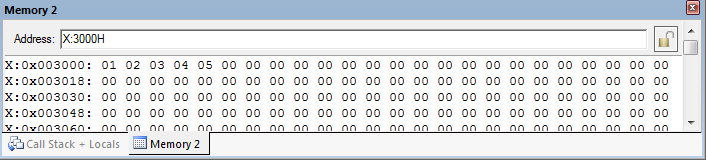 Memory 2
Address: X:3000H
X:0x003000: 01 02 03 04 05 00 00 00 00 00 00 00 00 00 00 00 00 00 00 00 00 00 00 00
X:0x003018: 00 00 00 00 00 00 00 00 00 00 00 00 00 00 00 00 00 00 00 00 00 00 00 00
X:0x003030: 00 00 00 00 00 00 00 00 00 00 00 00 00 00 00 00 00 00 00 00 00 00 00 00
X:0x003048: 00 00 00 00 00 00 00 00 00 00 00 00 00 00 00 00 00 00 00 00 00 00 00 00
X:0x003060: 00 00 00 00 00 00 00 00 00 00 00 00 00 00 00 00 00 00 00 00 00 00 00 00
Call Stack + Locals Memory 2